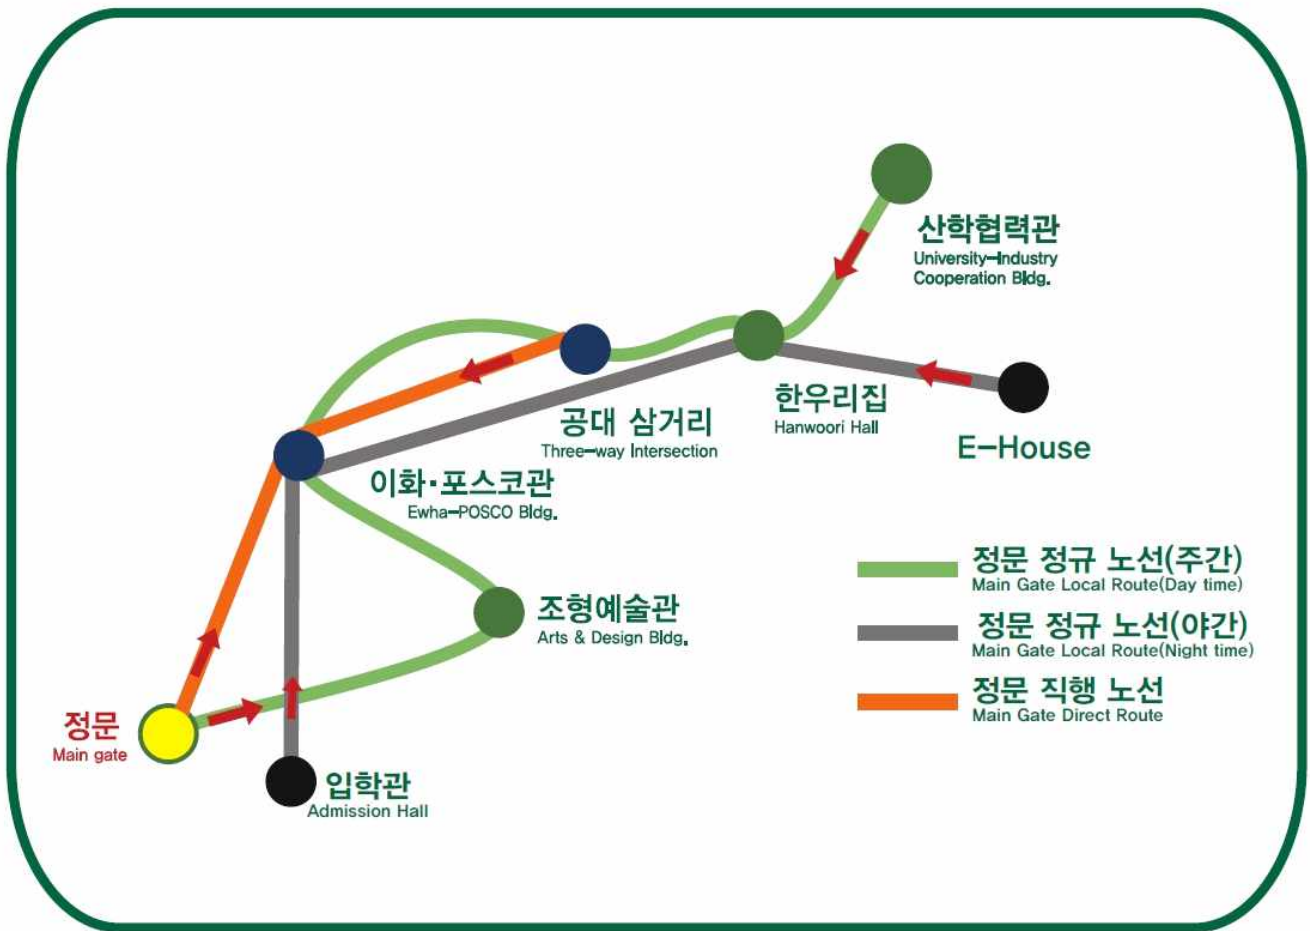 산학협력관
University-Industry
Cooperation Bldg.
한우리집
Hanwoori Hall
E-House
공대 삼거리
Three-way Intersection
이화·포스코관
Ewha-POSCO Bldg.
조형예술관
Arts & Design Bldg.
정문
Main gate
입학관
Admission Hall
정문 정규 노선(주간)
Main Gate Local Route(Day time)
정문 정규 노선(야간)
Main Gate Local Route(Night time)
정문 직행 노선
Main Gate Direct Route